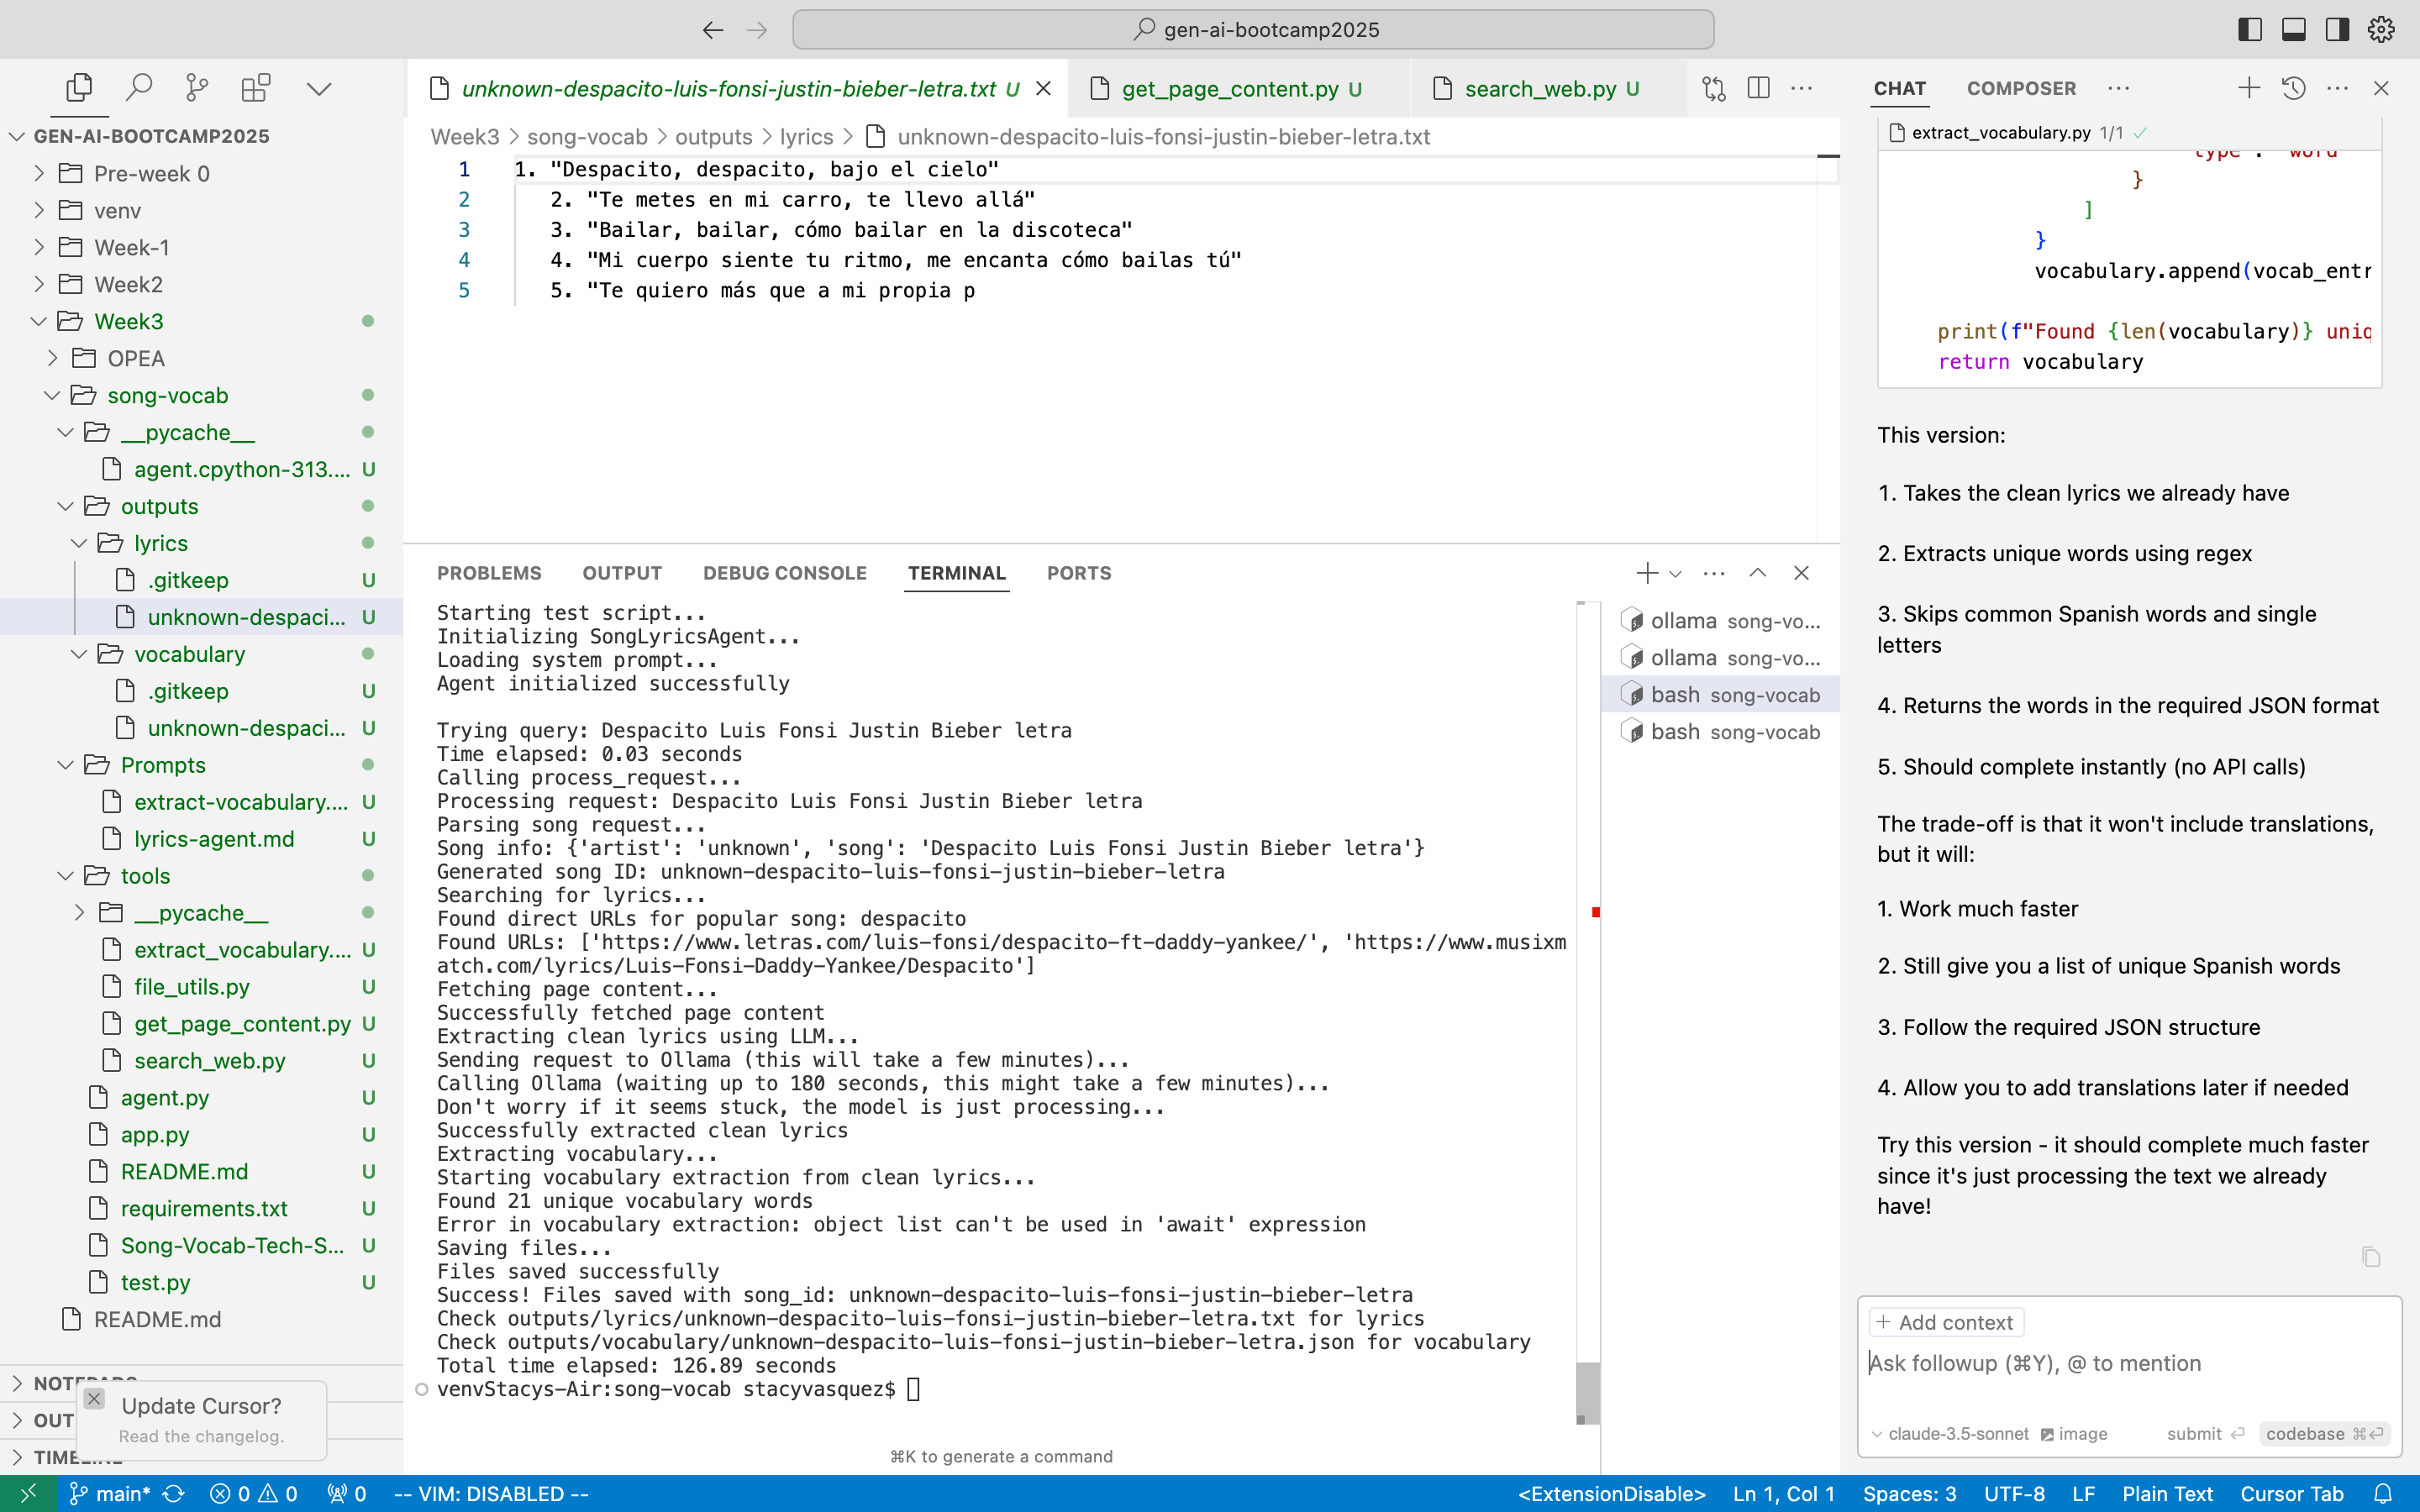 gen-ai-bootcamp2025
GEN-AI-BOOTCAMP2025
Pre-week 0
venv
Week-1
Week2
Week3
OPEA
song-vocab
__pycache__
agent.cpython-313.... U
outputs
lyrics
.gitkeep U
unknown-despaci... U
vocabulary
.gitkeep U
unknown-despaci... U
Prompts
extract-vocabulary.... U
lyrics-agent.md U
tools
__pycache__
extract_vocabulary.... U
file_utils.py U
get_page_content.py U
search_web.py U
agent.py U
app.py U
README.md U
requirements.txt U
Song-Vocab-Tech-S... U
test.py U
README.md
OUT
Update Cursor?
Read the changelog.
unknown-despacito-luis-fonsi-justin-bieber-letra.txt U
get_page_content.py U
search_web.py U
Week3 > song-vocab > outputs > lyrics > unknown-despacito-luis-fonsi-justin-bieber-letra.txt
1 1. "Despacito, despacito, bajo el cielo"
2 2. "Te metes en mi carro, te llevo allá"
3 3. "Bailar, bailar, cómo bailar en la discoteca"
4 4. "Mi cuerpo siente tu ritmo, me encanta cómo bailas tú"
5 5. "Te quiero más que a mi propia p
PROBLEMS OUTPUT DEBUG CONSOLE TERMINAL PORTS
Starting test script...
Initializing SongLyricsAgent...
Loading system prompt...
Agent initialized successfully
Trying query: Despacito Luis Fonsi Justin Bieber letra
Time elapsed: 0.03 seconds
Calling process_request...
Processing request: Despacito Luis Fonsi Justin Bieber letra
Parsing song request...
Song info: {'artist': 'unknown', 'song': 'Despacito Luis Fonsi Justin Bieber letra'}
Generated song ID: unknown-despacito-luis-fonsi-justin-bieber-letra
Searching for lyrics...
Found direct URLs for popular song: despacito
Found URLs: ['https://www.letras.com/luis-fonsi/despacito-ft-daddy-yankee/', 'https://www.musixm
atch.com/lyrics/Luis-Fonsi-Daddy-Yankee/Despacito']
Fetching page content...
Successfully fetched page content
Extracting clean lyrics using LLM...
Sending request to Ollama (this will take a few minutes)...
Calling Ollama (waiting up to 180 seconds, this might take a few minutes)...
Don't worry if it seems stuck, the model is just processing...
Successfully extracted clean lyrics
Extracting vocabulary...
Starting vocabulary extraction from clean lyrics...
Found 21 unique vocabulary words
Error in vocabulary extraction: object list can't be used in 'await' expression
Saving files...
Files saved successfully
Success! Files saved with song_id: unknown-despacito-luis-fonsi-justin-bieber-letra
Check outputs/lyrics/unknown-despacito-luis-fonsi-justin-bieber-letra.txt for lyrics
Check outputs/vocabulary/unknown-despacito-luis-fonsi-justin-bieber-letra.json for vocabulary
Total time elapsed: 126.89 seconds
venvStacys-Air:song-vocab stacyvasquez$
⌘K to generate a command
ollama song-vo...
ollama song-vo...
bash song-vocab
bash song-vocab
CHAT COMPOSER
extract_vocabulary.py 1/1
}
]
}
vocabulary.append(vocab_entr
print(f"Found {len(vocabulary)} uniq
return vocabulary
This version:
1. Takes the clean lyrics we already have
2. Extracts unique words using regex
3. Skips common Spanish words and single
letters
4. Returns the words in the required JSON format
5. Should complete instantly (no API calls)
The trade-off is that it won't include translations,
but it will:
1. Work much faster
2. Still give you a list of unique Spanish words
3. Follow the required JSON structure
4. Allow you to add translations later if needed
Try this version - it should complete much faster
since it's just processing the text we already
have!
+ Add context
Ask followup (⌘Y), @ to mention
claude-3.5-sonnet image submit codebase ⌘
main* 0 0 0 -- VIM: DISABLED -- <ExtensionDisable> Ln 1, Col 1 Spaces: 3 UTF-8 LF Plain Text Cursor Tab